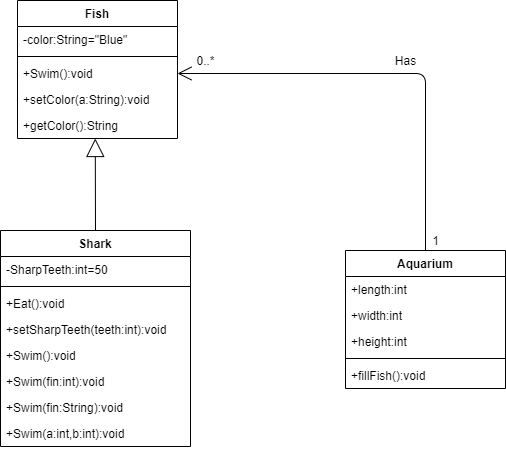 Fish
-color:String="Blue"
+Swim():void
+setColor(a:String):void
+getColor():String
0..*
Has
1
Shark
-SharpTeeth:int=50
+Eat():void
+setSharpTeeth(teeth:int):void
+Swim():void
+Swim(fin:int):void
+Swim(fin:String):void
+Swim(a:int,b:int):void
Aquarium
+length:int
+width:int
+height:int
+fillFish():void